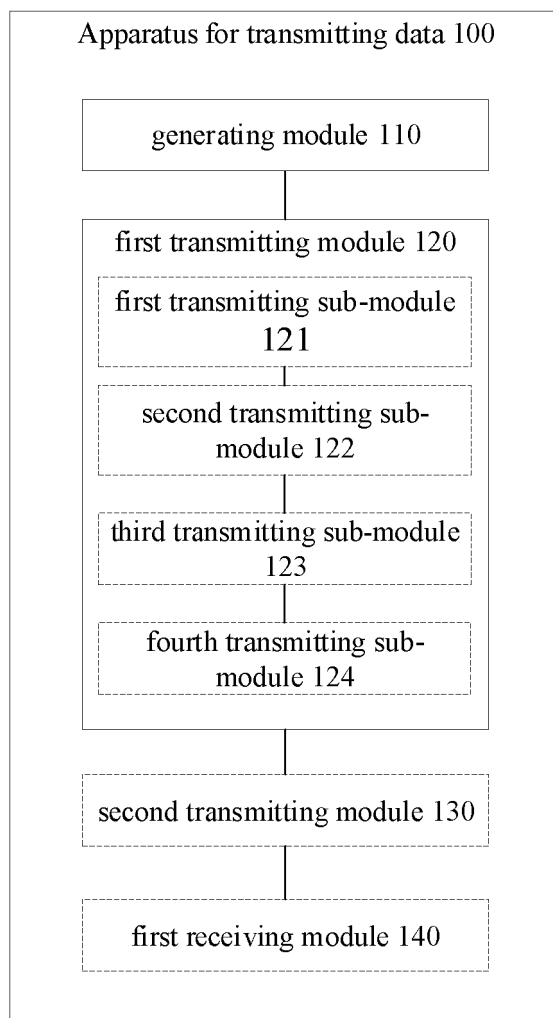 Apparatus for transmitting data 100
generating module 110
first transmitting module 120
first transmitting sub-module
121
second transmitting sub-
module 122
third transmitting sub-module
123
fourth transmitting sub-
module 124
second transmitting module 130
first receiving module 140